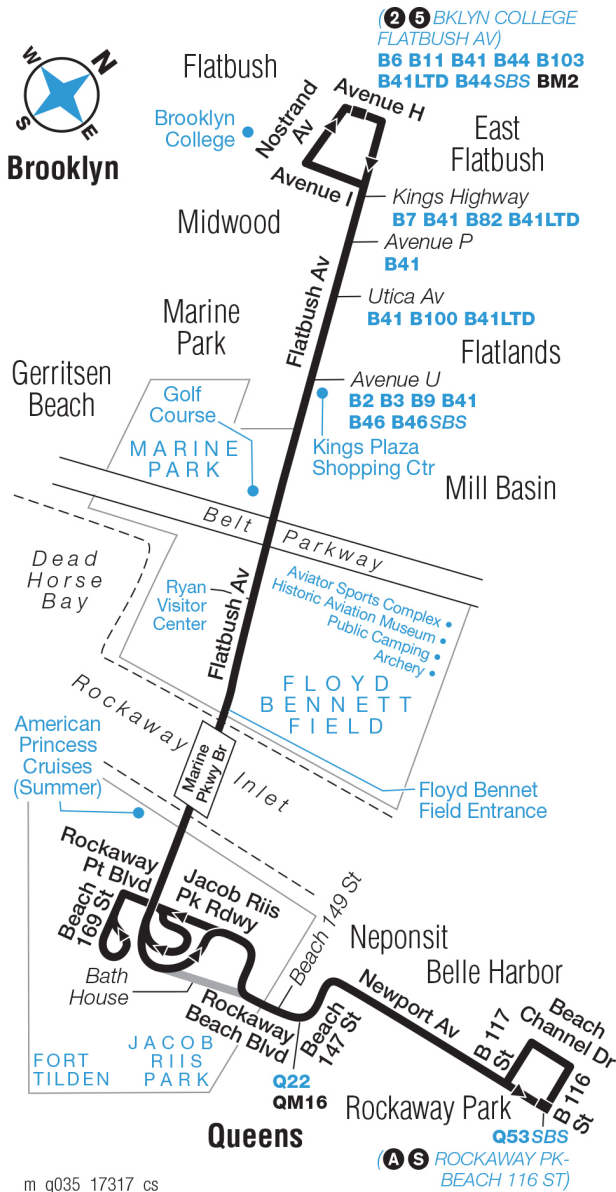 (2 5 BKLYN COLLEGE
FLATBUSH AV)
B6 B11 B41 B44 B103
B41LTD B44SBS BM2
N
W
E
S
Brooklyn
Flatbush
Avenue H
Nostrand
Av
Brooklyn
College
East
Flatbush
Avenue I
Kings Highway
B7 B41 B82 B41LTD
Midwood
Avenue P
B41
Flatbush Av
Utica Av
B41 B100 B41LTD
Marine
Park
Flatlands
Gerritsen
Beach
Avenue U
B2 B3 B9 B41
B46 B46SBS
Golf
Course
Kings Plaza
Shopping Ctr
MARINE
PARK
Mill Basin
Belt Parkway
Dead
Horse
Bay
Ryan
Visitor
Center
Flatbush Av
Aviator Sports Complex
Historic Aviation Museum
Public Camping
Archery
FLOYD
BENNETT
FIELD
Rockaway Inlet
Marine
Pkwy Br
American
Princess
Cruises
(Summer)
Floyd Bennet
Field Entrance
Rockaway
Pt Blvd
Jacob Riis
Pk Rdwy
Beach
169 St
Beach 149 St
Neponsit
Belle Harbor
Bath
House
Rockaway
Beach Blvd
Beach
147 St
Newport Av
B 117
St
Beach
Channel Dr
B 116
St
JACOB
RIIS
PARK
FORT
TILDEN
Q22
QM16
Rockaway Park
Queens
Q53SBS
(A S ROCKAWAY PK-
BEACH 116 ST)
m_q035_17317_cs